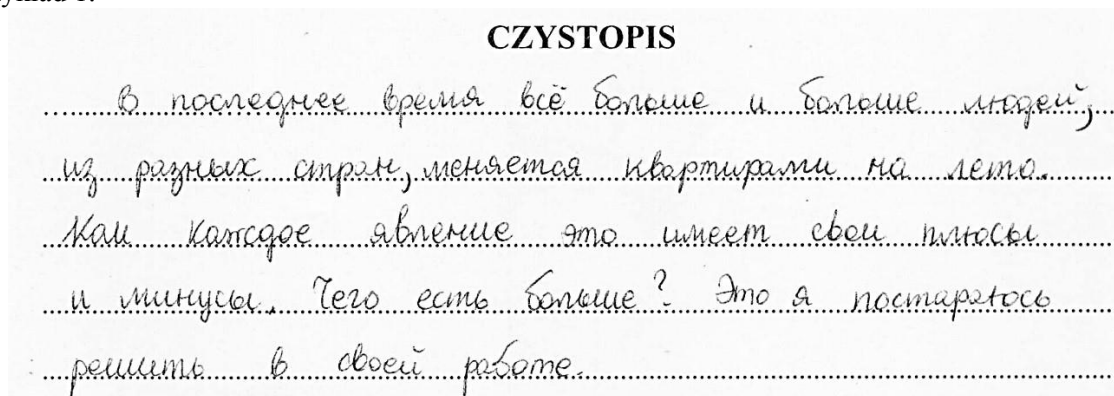 CZYSTOPIS
В последнее время всё больше и больше людей,
из разных стран, меняется квартирами на лето.
Как каждое явление это имеет свои плюсы
и минусы. Чего есть больше? Это я постараюсь
решить в своей работе.